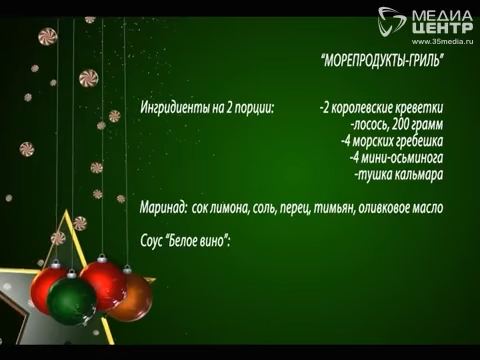 МЕДИА
ЦЕНТР
www.35media.ru
"МОРЕПРОДУКТЫ-ГРИЛЬ"
Ингридиенты на 2 порции: -2 королевские креветки
-лосось, 200 грамм
-4 морских гребешка
-4 мини-осьминога
-тушка кальмара
Маринад: сок лимона, соль, перец, тимьян, оливковое масло
Соус "Белое вино":